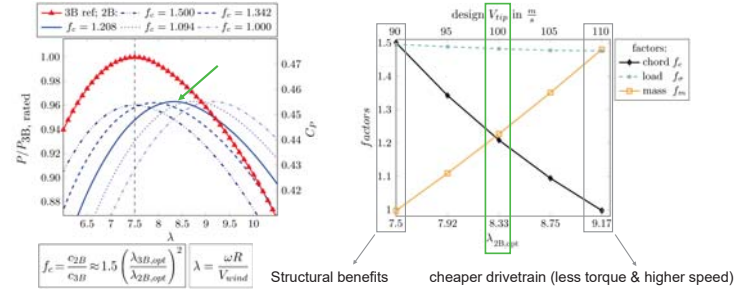 3B ref; 2B: f_c = 1.500 f_c = 1.342
f_c = 1.208 f_c = 1.094 f_c = 1.000
P/P_3B, rated
1.00
0.98
0.96
0.94
0.92
0.90
0.88
6.5 7 7.5 8 8.5 9 9.5 10
λ
0.47
0.46
0.45
0.44
0.43
0.42
C_P
f_c = c_2B / c_3B ≈ 1.5 (λ_3B,opt / λ_2B,opt)^2
λ = ωR / V_wind
design V_tip in m/s
90 95 100 105 110
factors
1.5
1.4
1.3
1.2
1.1
1
7.5 7.92 8.33 8.75 9.17
λ_2B,opt
factors:
chord f_c
load f_σ
mass f_m
Structural benefits
cheaper drivetrain (less torque & higher speed)